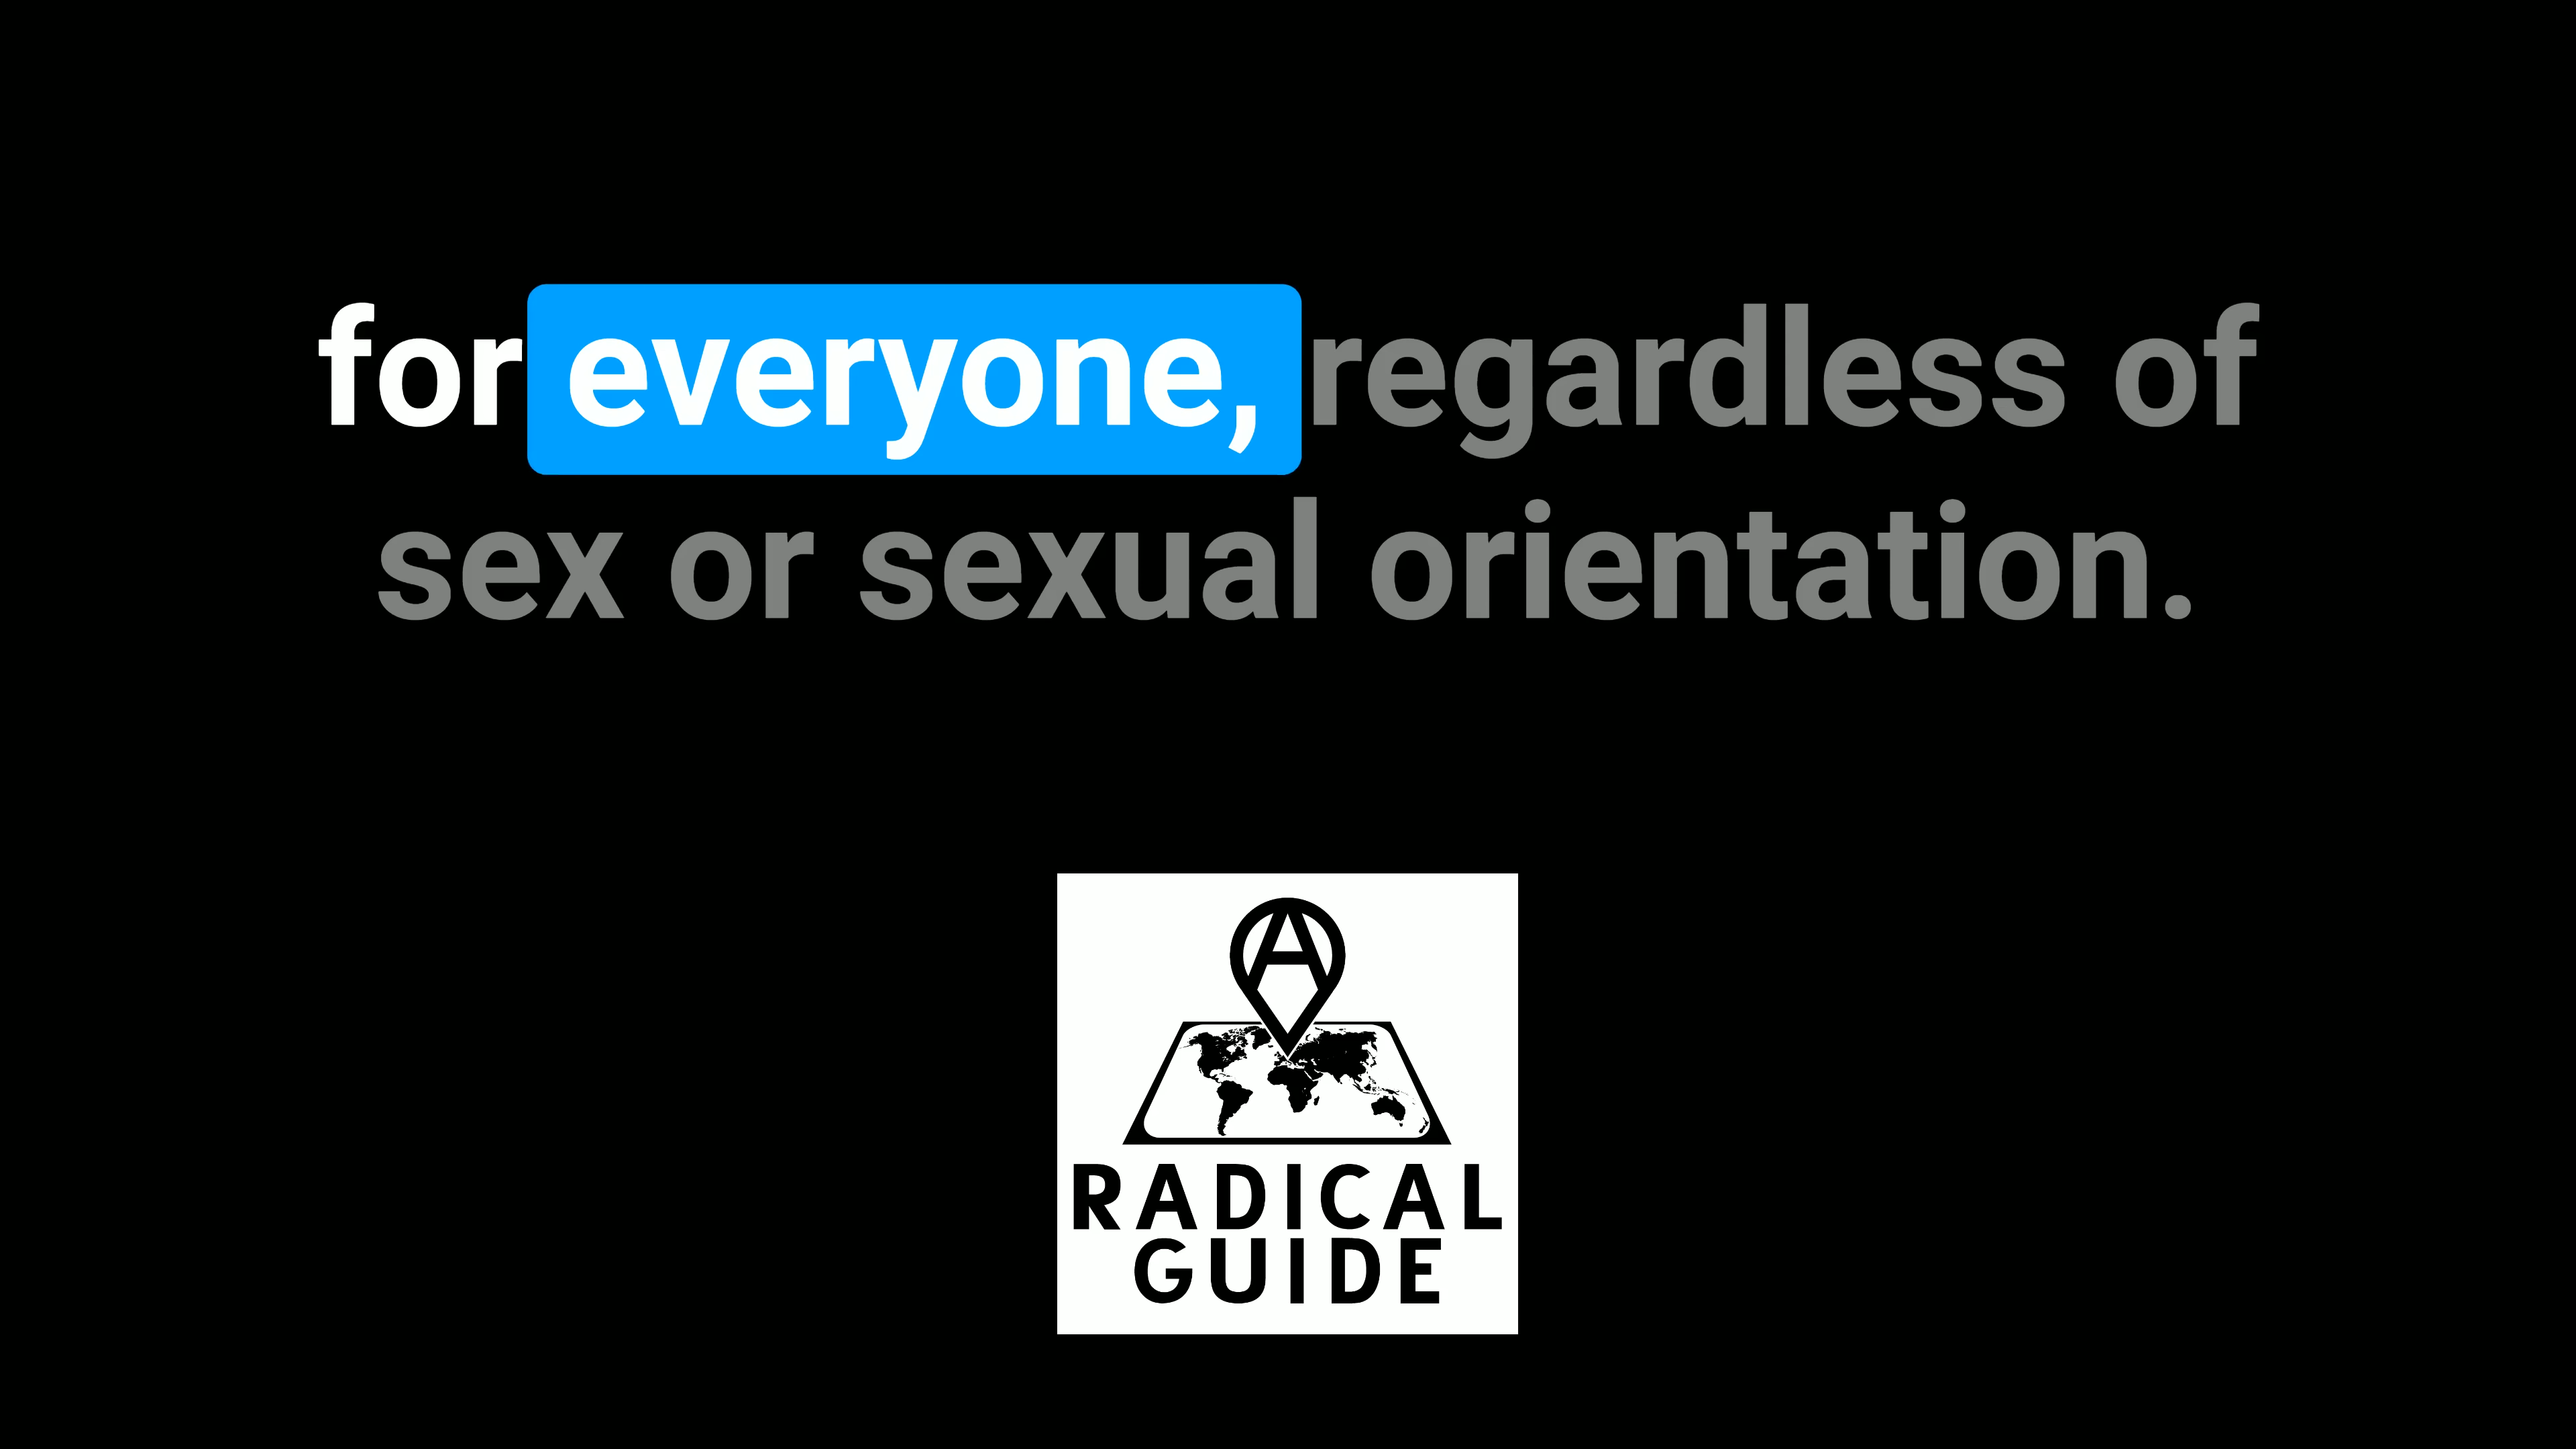 for everyone, regardless of
sex or sexual orientation.
A
RADICAL
GUIDE